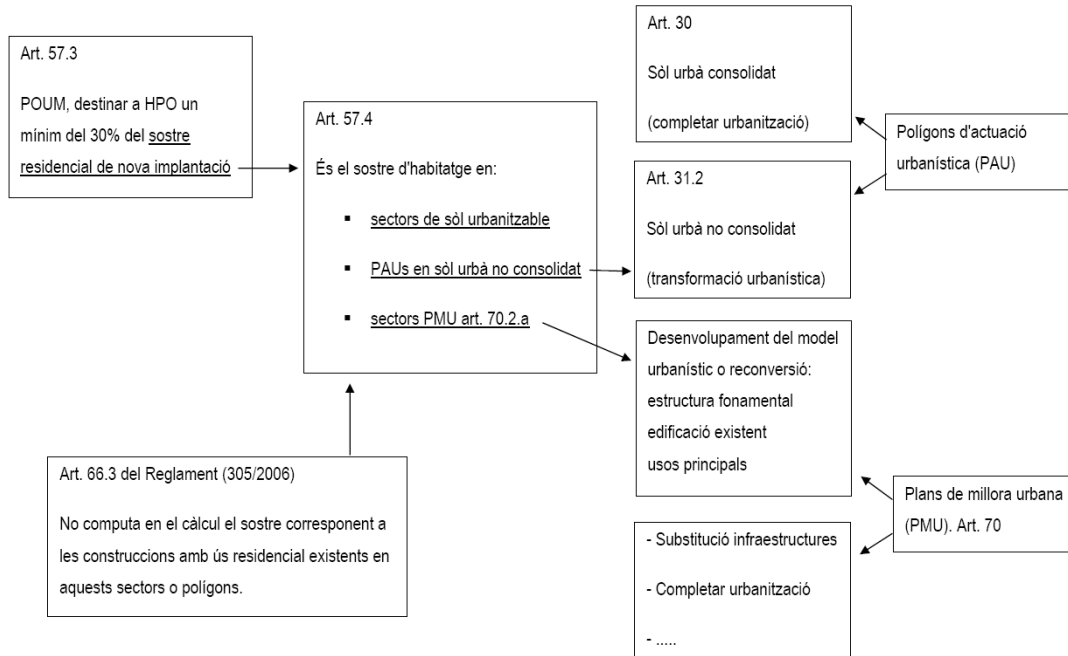 Art. 57.3
POUM, destinar a HPO un
mínim del 30% del sostre
residencial de nova implantació
Art. 57.4
És el sostre d'habitatge en:
▪ sectors de sòl urbanitzable
▪ PAUs en sòl urbà no consolidat
▪ sectors PMU art. 70.2.a
Art. 66.3 del Reglament (305/2006)
No computa en el càlcul el sostre corresponent a
les construccions amb ús residencial existents en
aquests sectors o polígons.
Art. 30
Sòl urbà consolidat
(completar urbanització)
Art. 31.2
Sòl urbà no consolidat
(transformació urbanística)
Polígons d'actuació
urbanística (PAU)
Desenvolupament del model
urbanístic o reconversió:
estructura fonamental
edificació existent
usos principals
- Substitució infraestructures
- Completar urbanització
- .....
Plans de millora urbana
(PMU). Art. 70